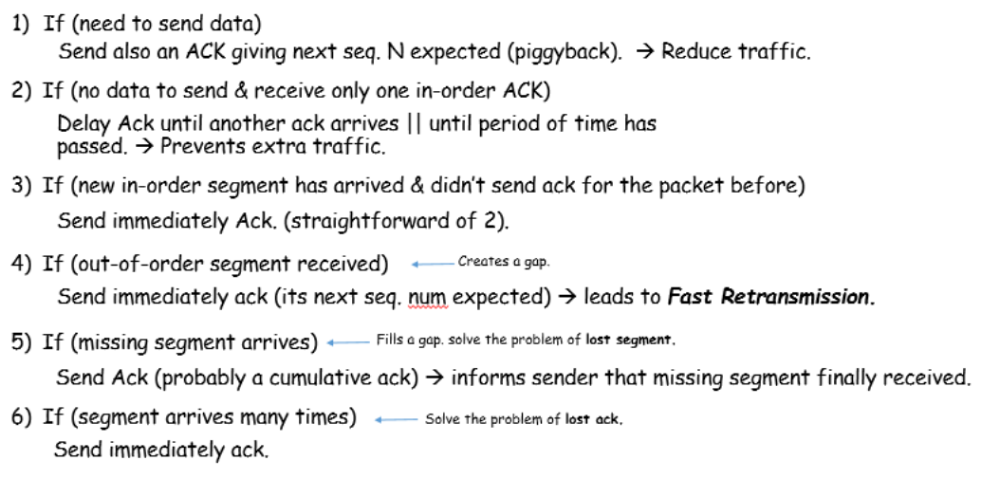 1) If (need to send data)
Send also an ACK giving next seq. N expected (piggyback). → Reduce traffic.
2) If (no data to send & receive only one in-order ACK)
Delay Ack until another ack arrives || until period of time has
passed. → Prevents extra traffic.
3) If (new in-order segment has arrived & didn't send ack for the packet before)
Send immediately Ack. (straightforward of 2).
4) If (out-of-order segment received) Creates a gap.
Send immediately ack (its next seq. num expected) → leads to Fast Retransmission.
5) If (missing segment arrives) Fills a gap. solve the problem of lost segment.
Send Ack (probably a cumulative ack) → informs sender that missing segment finally received.
6) If (segment arrives many times) Solve the problem of lost ack.
Send immediately ack.